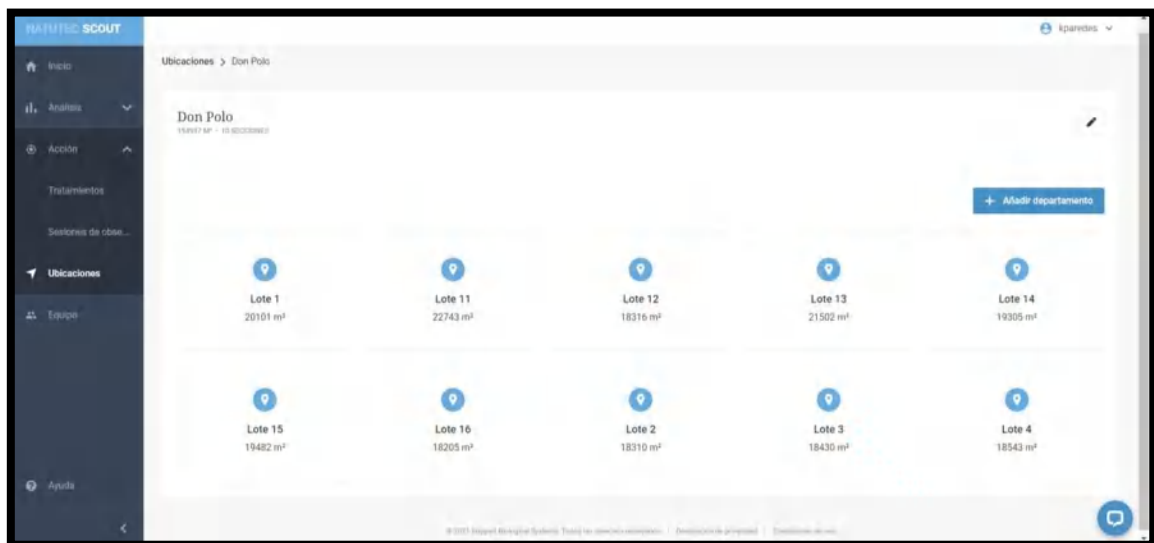 NATUTEC SCOUT
kparedes
Inicio
Ubicaciones > Don Polo
Análisis
Don Polo
Acción
Tratamientos
+ Añadir departamento
Sesiones de obse...
Ubicaciones
Equipo
Lote 1
20101 m²
Lote 11
22743 m²
Lote 12
18316 m²
Lote 13
21502 m²
Lote 14
19305 m²
Lote 15
19482 m²
Lote 16
18205 m²
Lote 2
18310 m²
Lote 3
18430 m²
Lote 4
18543 m²
Ayuda